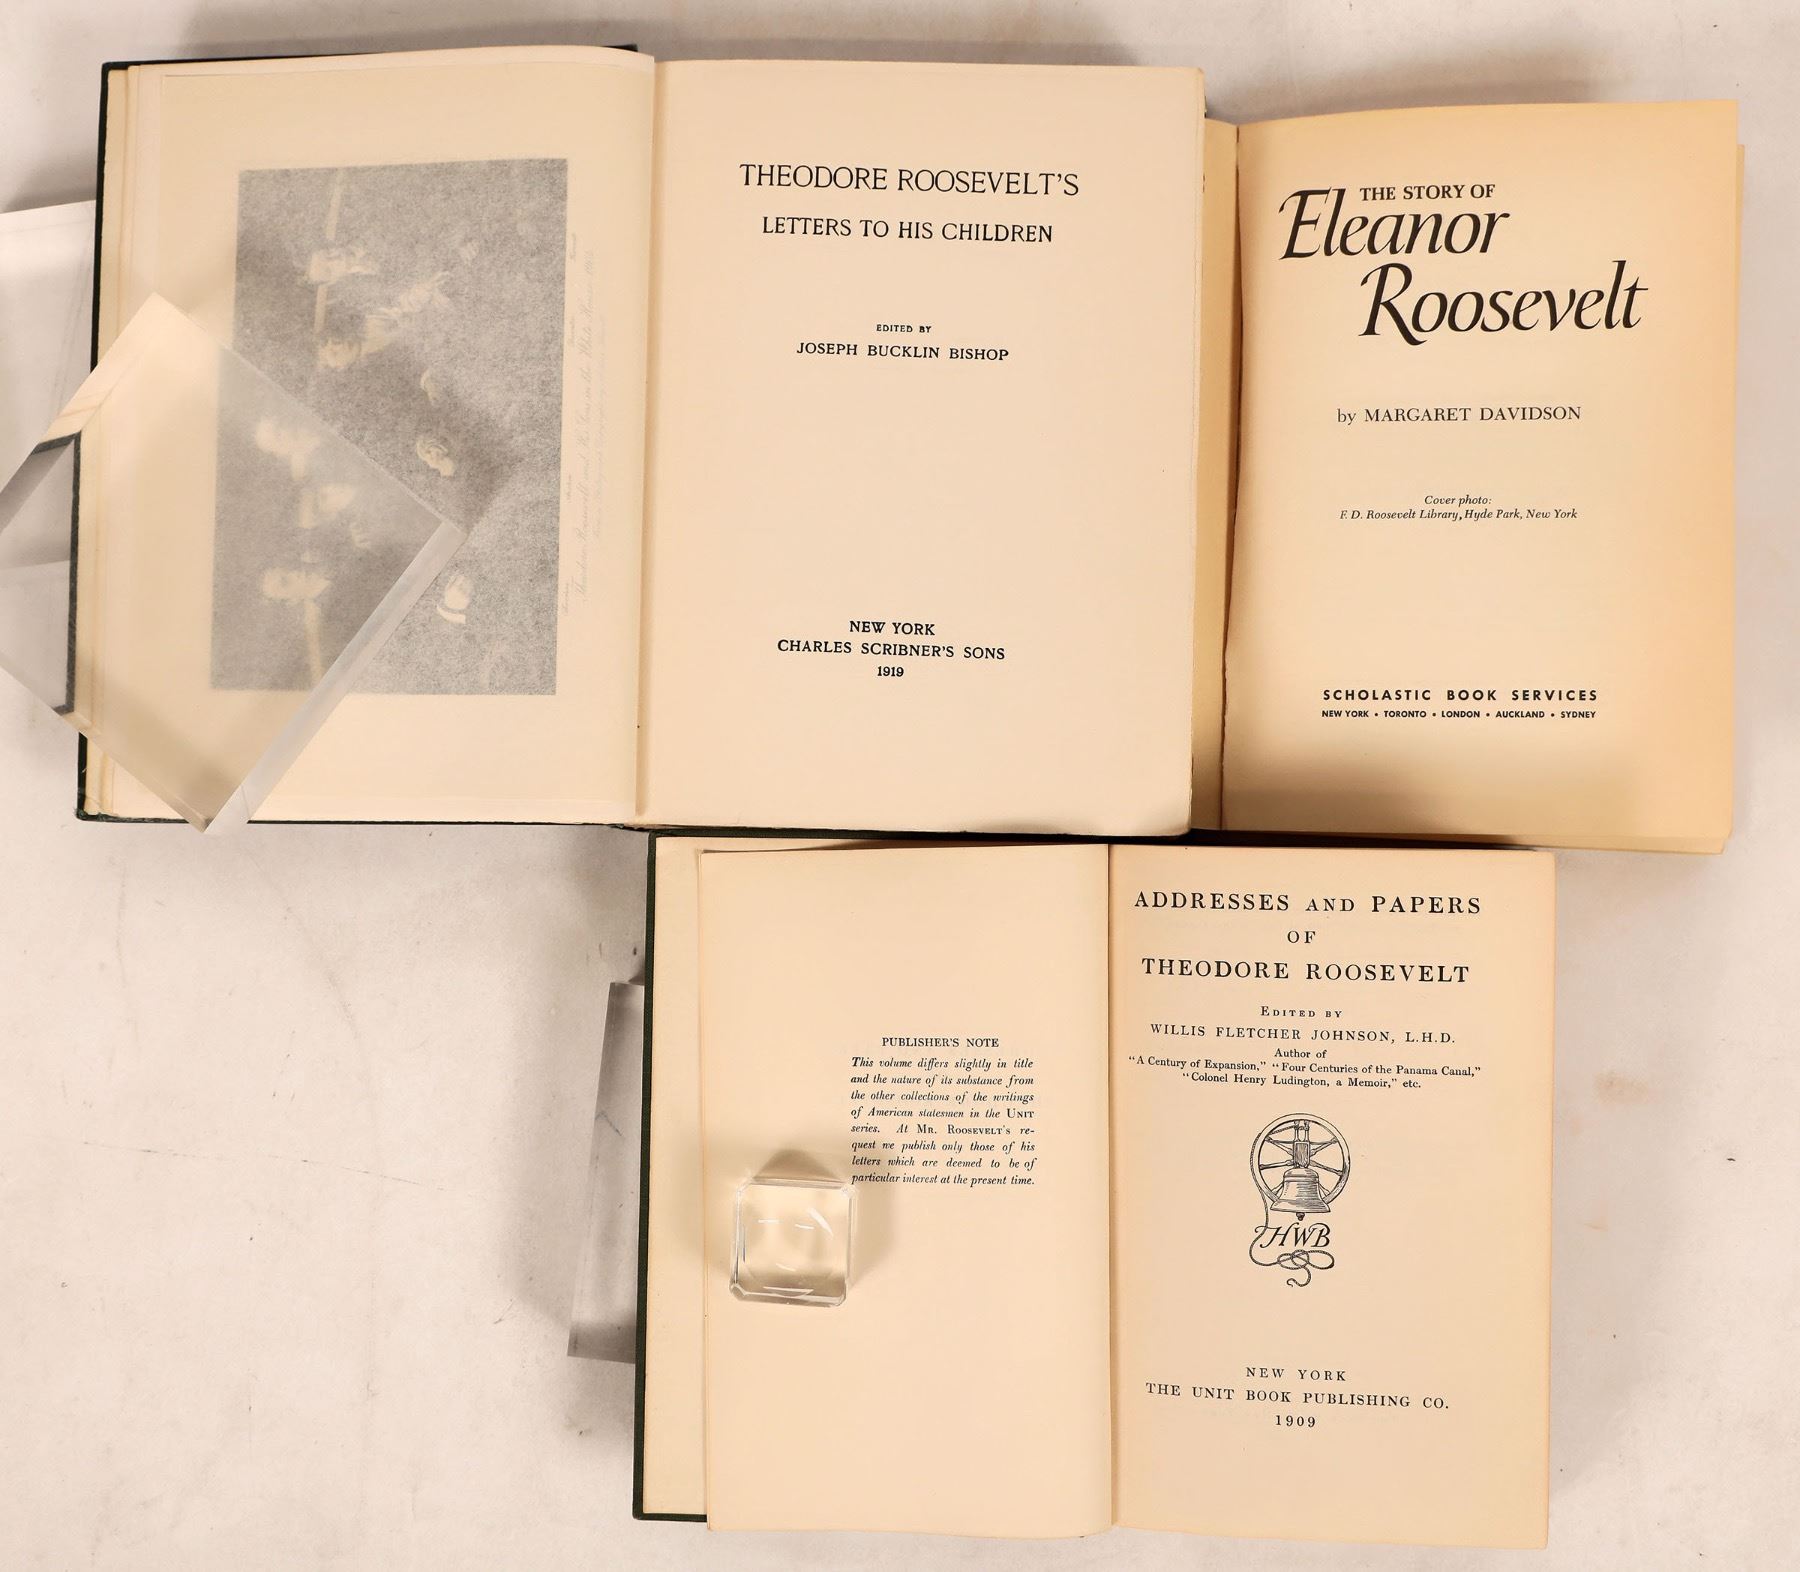 THEODORE ROOSEVELT'S
LETTERS TO HIS CHILDREN
EDITED BY
JOSEPH BUCKLIN BISHOP
NEW YORK
CHARLES SCRIBNER'S SONS
1919
THE STORY OF
Eleanor
Roosevelt
by MARGARET DAVIDSON
Cover photo:
F. D. Roosevelt Library, Hyde Park, New York
SCHOLASTIC BOOK SERVICES
NEW YORK • TORONTO • LONDON • AUCKLAND • SYDNEY
PUBLISHER'S NOTE
This volume differs slightly in title
and the nature of its substance from
the other collections of the writings
of American statesmen in the UNIT
series. At MR. ROOSEVELT'S re-
quest we publish only those of his
letters which are deemed to be of
particular interest at the present time.
ADDRESSES AND PAPERS
OF
THEODORE ROOSEVELT
EDITED BY
WILLIS FLETCHER JOHNSON, L.H.D.
Author of
"A Century of Expansion," "Four Centuries of the Panama Canal,"
"Colonel Henry Ludington, a Memoir," etc.
HWB
NEW YORK
THE UNIT BOOK PUBLISHING CO.
1909